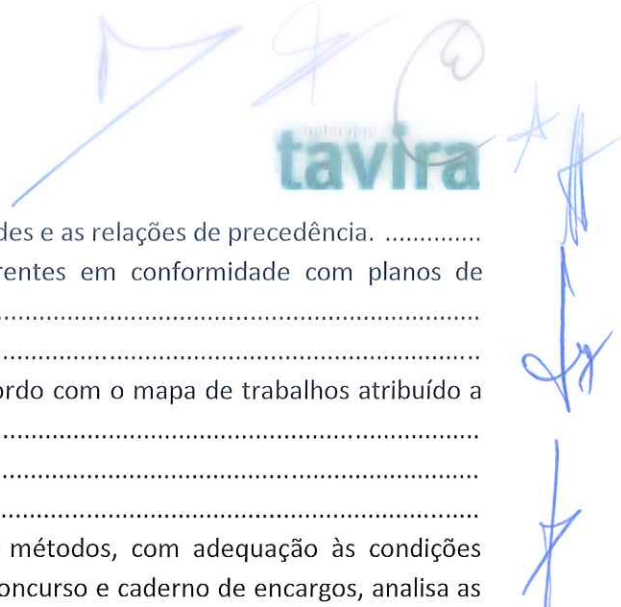 município
tavira
des e as relações de precedência. ..............
rentes em conformidade com planos de
................................................................
................................................................
ordo com o mapa de trabalhos atribuído a
................................................................
................................................................
................................................................
métodos, com adequação às condições
oncurso e caderno de encargos, analisa as